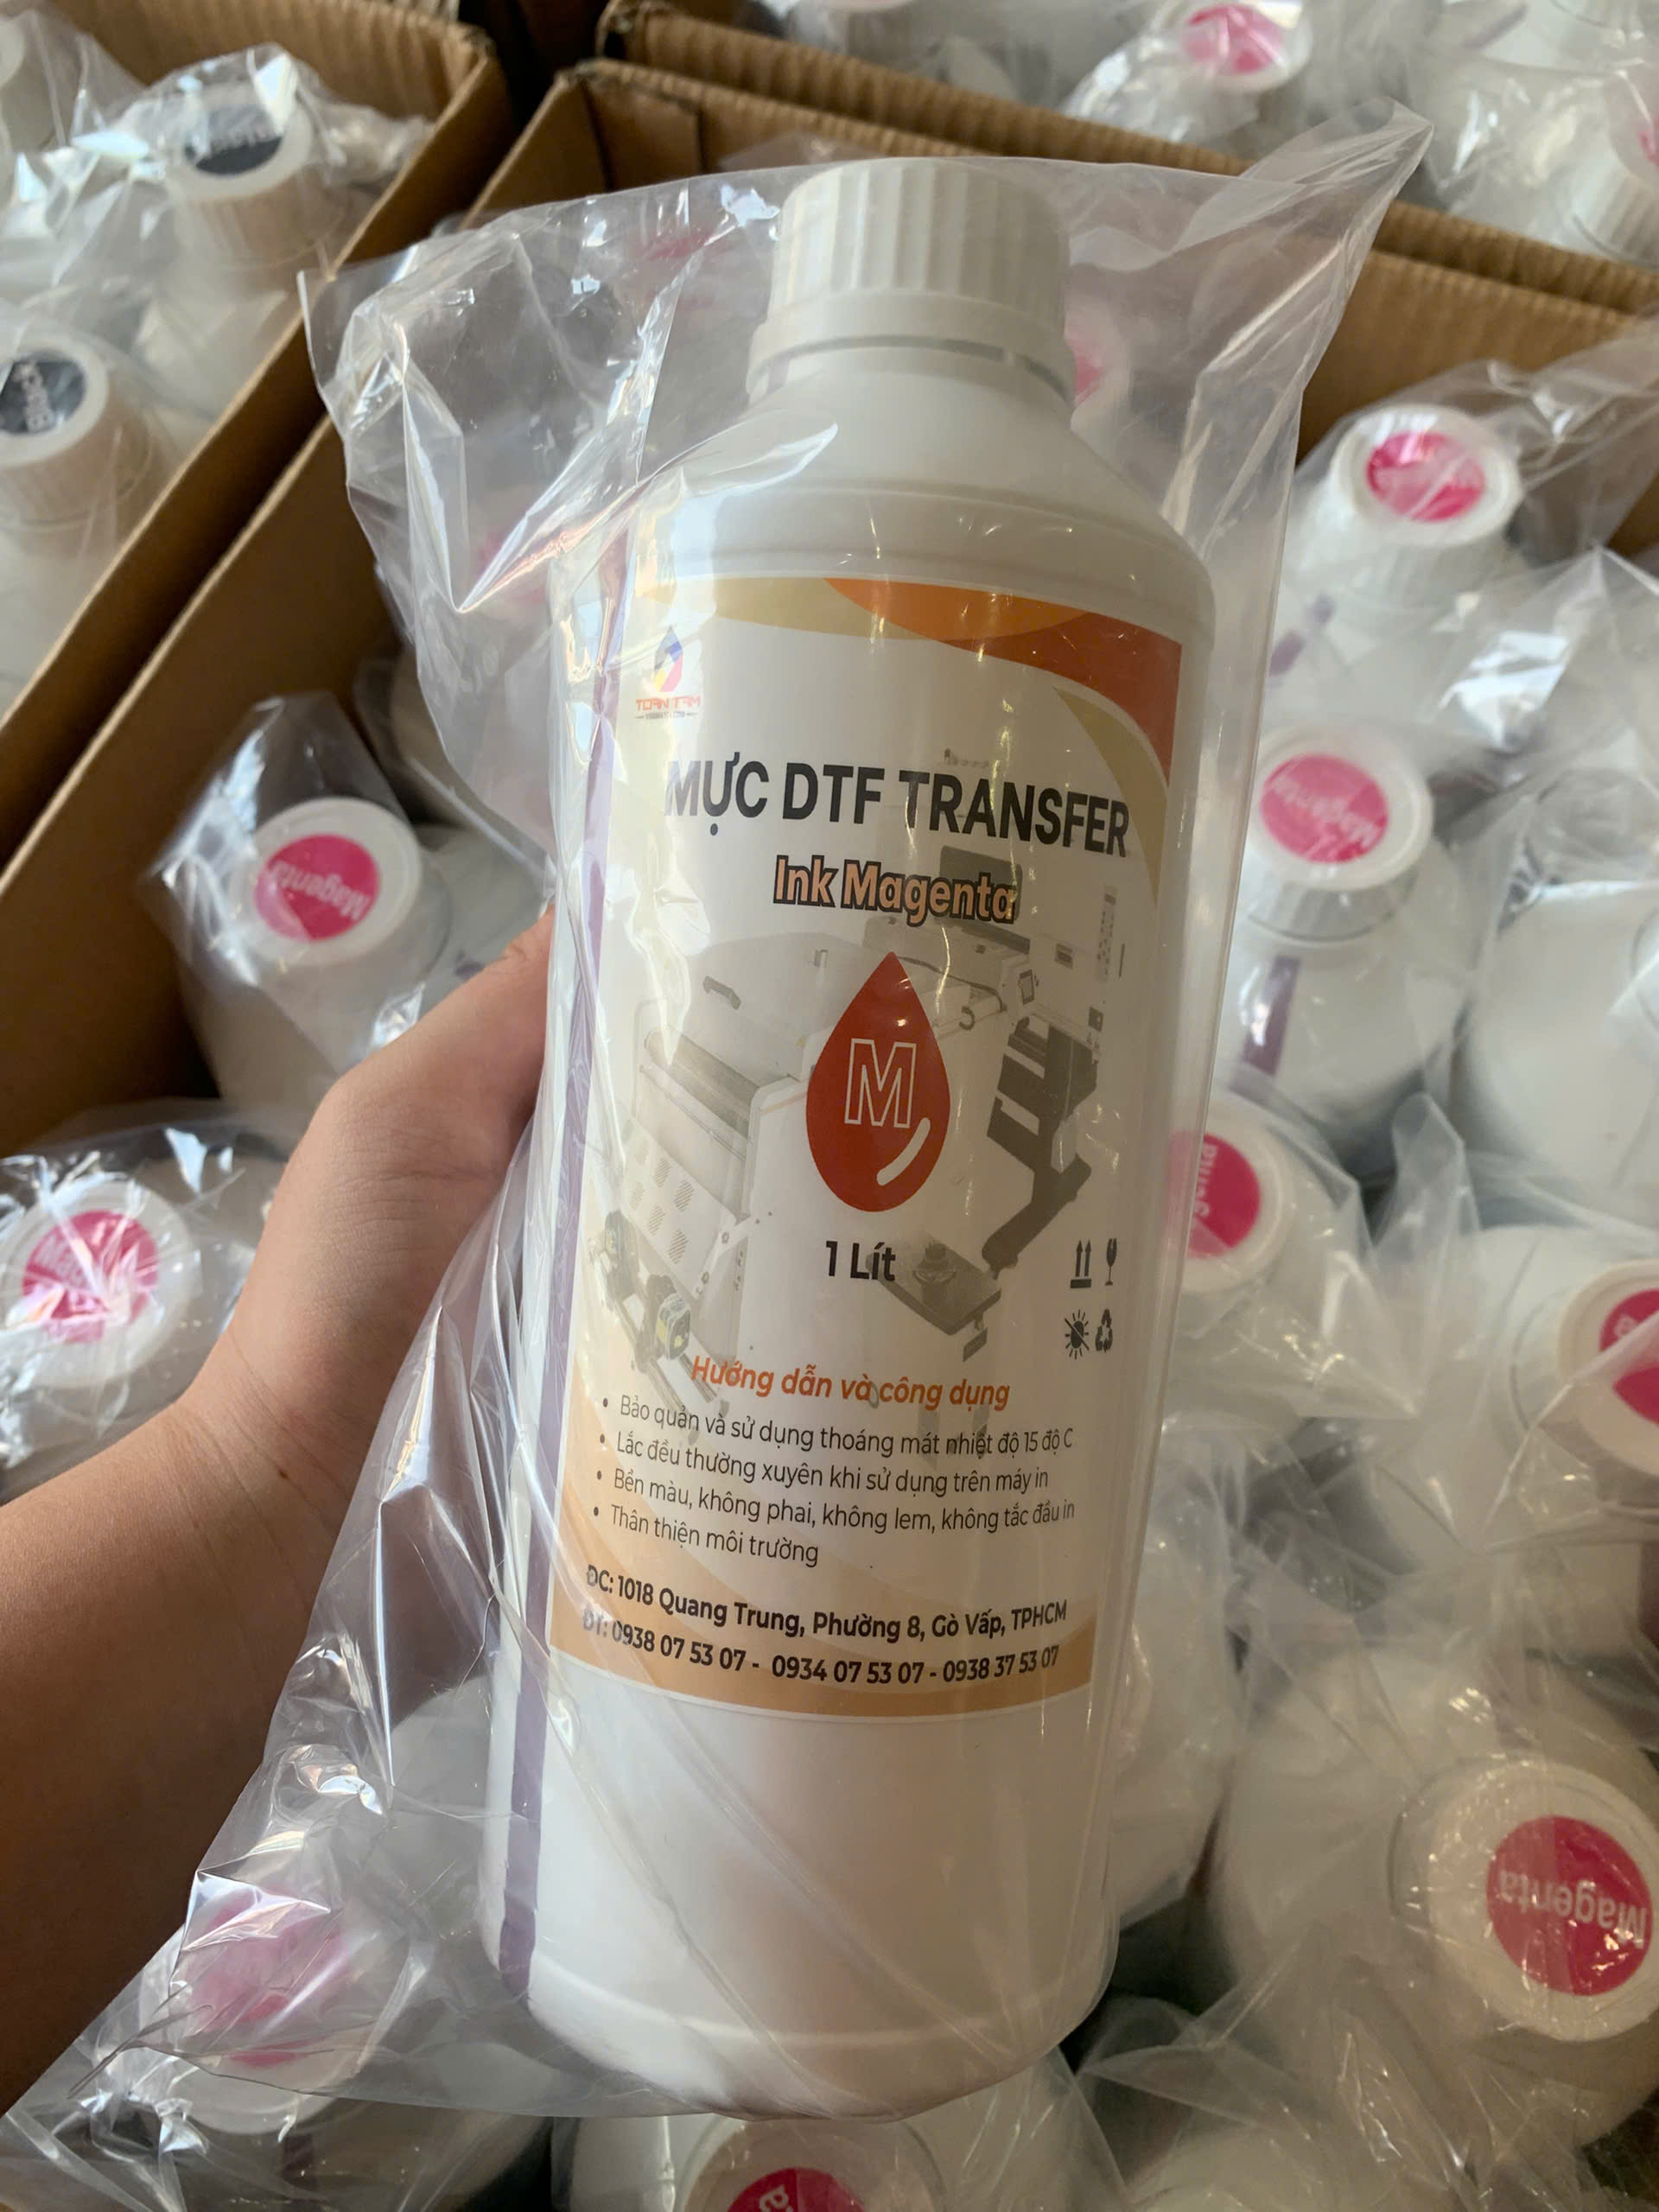 Black
TOAN TAM
MỰC DTF TRANSFER
Ink Magenta
M
1 Lít
Hướng dẫn và công dụng
• Bảo quản và sử dụng thoáng mát nhiệt độ 15 độ C
• Lắc đều thường xuyên khi sử dụng trên máy in
• Bền màu, không phai, không lem, không tắc đầu in
• Thân thiện môi trường
ĐC: 1018 Quang Trung, Phường 8, Gò Vấp, TPHCM
ĐT: 0938 07 53 07 - 0934 07 53 07 - 0938 37 53 07
Magenta
Magenta
Magenta